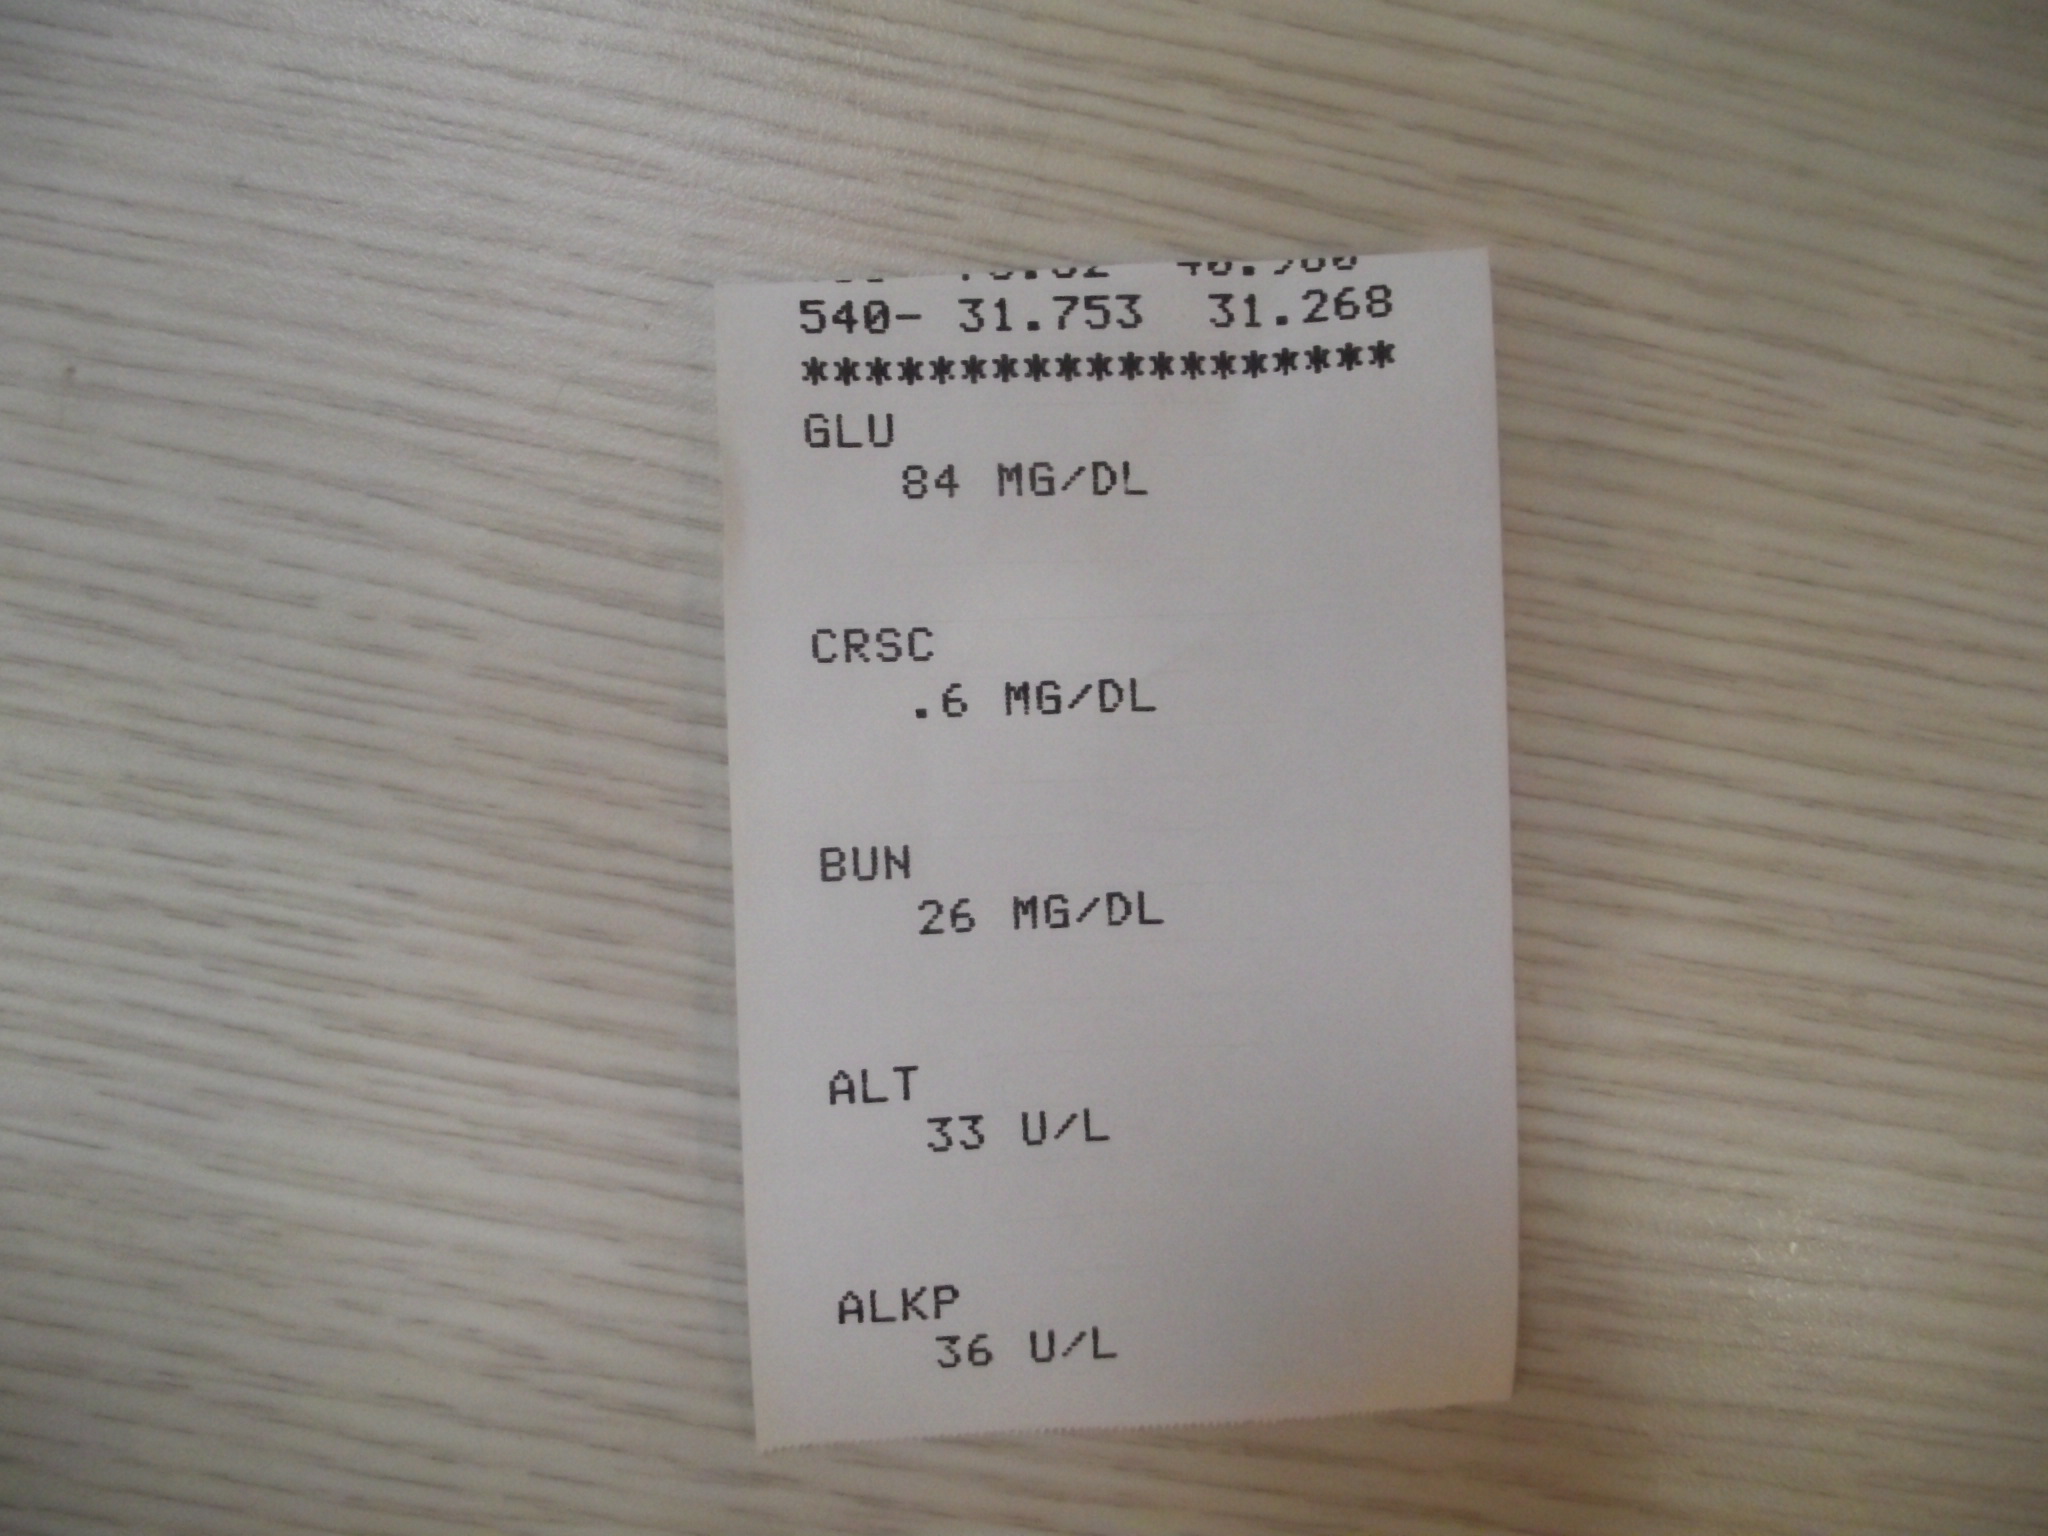 540- 31.753 31.268
*******************
GLU
84 MG/DL
CRSC
.6 MG/DL
BUN
26 MG/DL
ALT
33 U/L
ALKP
36 U/L